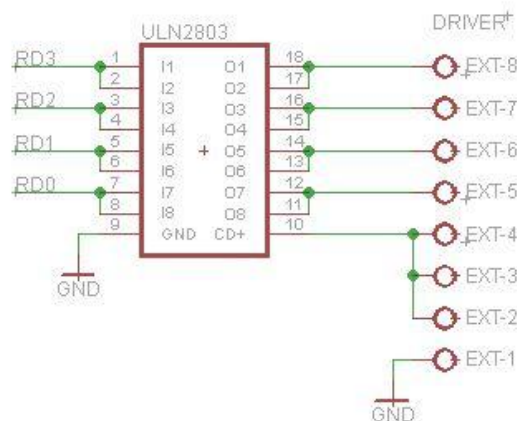 DRIVER
ULN2803
RD3 1 I1 O1 18 EXT-8
2 I2 O2 17
RD2 3 I3 O3 16 EXT-7
4 I4 O4 15
RD1 5 I5 O5 14 EXT-6
6 I6 O6 13
RD0 7 I7 O7 12 EXT-5
8 I8 O8 11
9 GND CD+ 10 EXT-4
GND EXT-3
EXT-2
EXT-1
GND